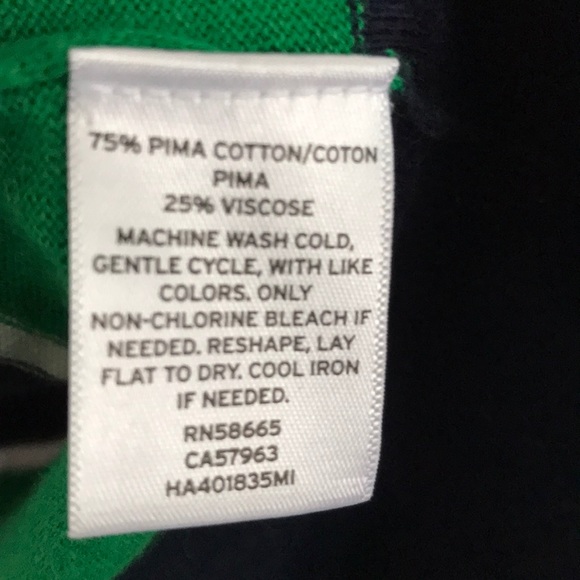 75% PIMA COTTON/COTON
PIMA
25% VISCOSE
MACHINE WASH COLD,
GENTLE CYCLE, WITH LIKE
COLORS. ONLY
NON-CHLORINE BLEACH IF
NEEDED. RESHAPE, LAY
FLAT TO DRY. COOL IRON
IF NEEDED.
RN58665
CA57963
HA401835MI